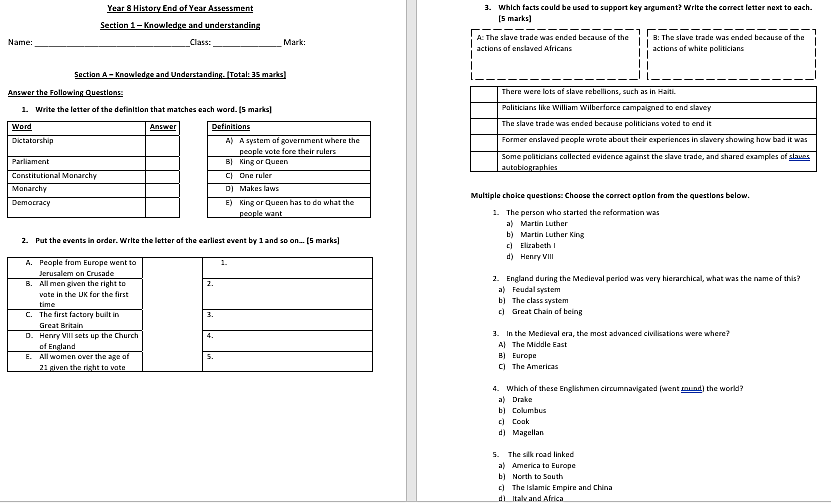 Year 8 History End of Year Assessment
Section 1 – Knowledge and understanding
Name: ________________________________Class: ______________ Mark:
Section A – Knowledge and Understanding. [Total: 35 marks]
Answer the Following Questions:
1. Write the letter of the definition that matches each word. [5 marks]
Word Answer
Dictatorship
Parliament
Constitutional Monarchy
Monarchy
Democracy
Definitions
A) A system of government where the
people vote fore their rulers
B) King or Queen
C) One ruler
D) Makes laws
E) King or Queen has to do what the
people want
2. Put the events in order. Write the letter of the earliest event by 1 and so on… [5 marks]
A. People from Europe went to
Jerusalem on Crusade
1.
B. All men given the right to
vote in the UK for the first
time
2.
C. The first factory built in
Great Britain
3.
D. Henry VIII sets up the Church
of England
4.
E. All women over the age of
21 given the right to vote
5.
3. Which facts could be used to support key argument? Write the correct letter next to each.
[5 marks]
A: The slave trade was ended because of the
actions of enslaved Africans
B: The slave trade was ended because of the
actions of white politicians
There were lots of slave rebellions, such as in Haiti.
Politicians like William Wilberforce campaigned to end slavery
The slave trade was ended because politicians voted to end it
Former enslaved people wrote about their experiences in slavery showing how bad it was
Some politicians collected evidence against the slave trade, and shared examples of slaves
autobiographies
Multiple choice questions: Choose the correct option from the questions below.
1. The person who started the reformation was
a) Martin Luther
b) Martin Luther King
c) Elizabeth I
d) Henry VIII
2. England during the Medieval period was very hierarchical, what was the name of this?
a) Feudal system
b) The class system
c) Great Chain of being
3. In the Medieval era, the most advanced civilisations were where?
A) The Middle East
B) Europe
C) The Americas
4. Which of these Englishmen circumnavigated (went round) the world?
a) Drake
b) Columbus
c) Cook
d) Magellan
5. The silk road linked
a) America to Europe
b) North to South
c) The Islamic Empire and China
d) Italy and Africa